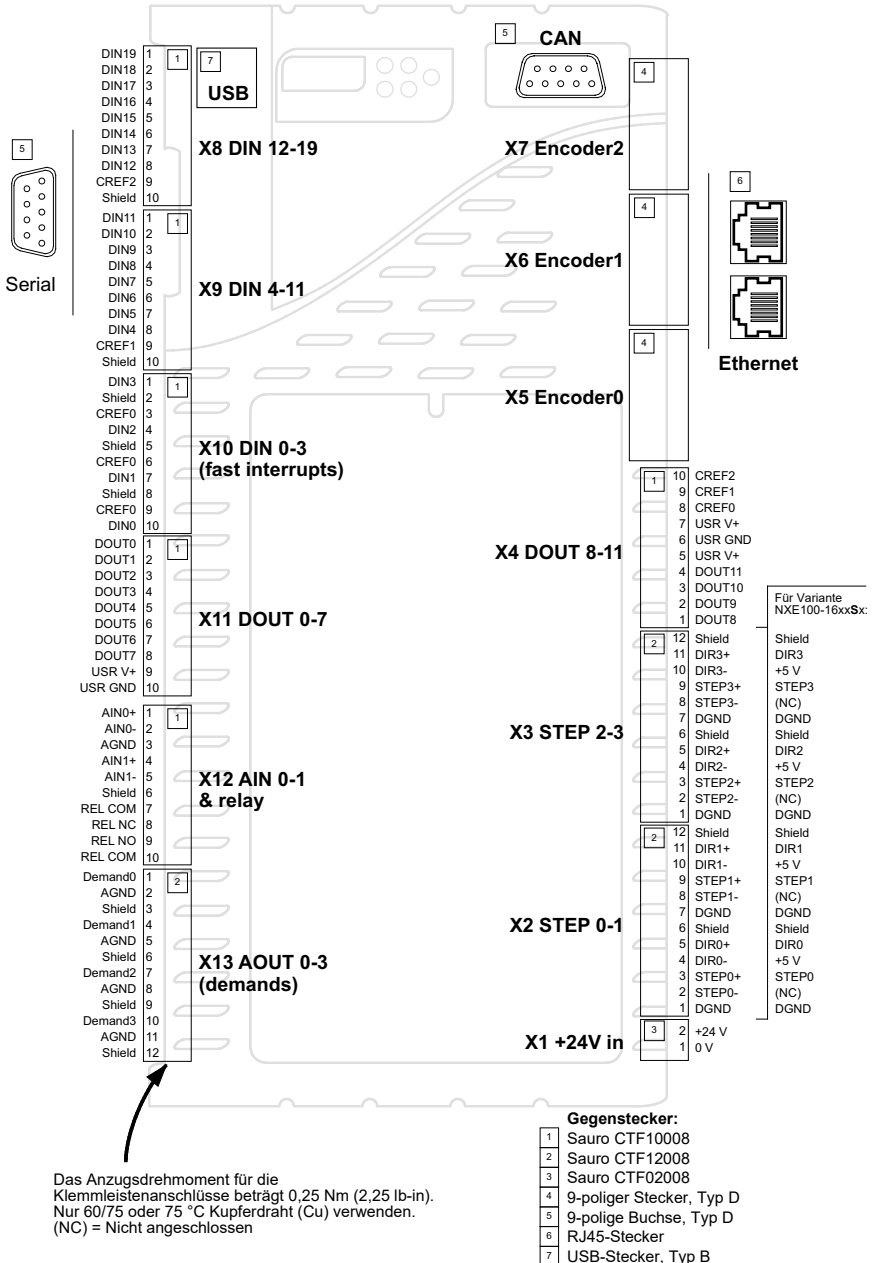 5
CAN
DIN19 1
DIN18 2
DIN17 3
DIN16 4
DIN15 5
DIN14 6
DIN13 7
DIN12 8
CREF2 9
Shield 10
1
X8 DIN 12-19
7
USB
5
Serial
DIN11 1
DIN10 2
DIN9 3
DIN8 4
DIN7 5
DIN6 6
DIN5 7
DIN4 8
CREF1 9
Shield 10
1
X9 DIN 4-11
DIN3 1
Shield 2
CREF0 3
DIN2 4
Shield 5
CREF0 6
DIN1 7
Shield 8
CREF0 9
DIN0 10
1
X10 DIN 0-3
(fast interrupts)
DOUT0 1
DOUT1 2
DOUT2 3
DOUT3 4
DOUT4 5
DOUT5 6
DOUT6 7
DOUT7 8
USR V+ 9
USR GND 10
1
X11 DOUT 0-7
AIN0+ 1
AIN0- 2
AGND 3
AIN1+ 4
AIN1- 5
Shield 6
REL COM 7
REL NC 8
REL NO 9
REL COM 10
1
X12 AIN 0-1
& relay
Demand0 1
AGND 2
Shield 3
Demand1 4
AGND 5
Shield 6
Demand2 7
AGND 8
Shield 9
Demand3 10
AGND 11
Shield 12
2
X13 AOUT 0-3
(demands)
4
X7 Encoder2
4
X6 Encoder1
4
X5 Encoder0
6
Ethernet
X4 DOUT 8-11
1
10 CREF2
9 CREF1
8 CREF0
7 USR V+
6 USR GND
5 USR V+
4 DOUT11
3 DOUT10
2 DOUT9
1 DOUT8
Für Variante
NXE100-16xxSx:
X3 STEP 2-3
2
12 Shield Shield
11 DIR3+ DIR3
10 DIR3- +5 V
9 STEP3+ STEP3
8 STEP3- (NC)
7 DGND DGND
6 Shield Shield
5 DIR2+ DIR2
4 DIR2- +5 V
3 STEP2+ STEP2
2 STEP2- (NC)
1 DGND DGND
X2 STEP 0-1
2
12 Shield Shield
11 DIR1+ DIR1
10 DIR1- +5 V
9 STEP1+ STEP1
8 STEP1- (NC)
7 DGND DGND
6 Shield Shield
5 DIR0+ DIR0
4 DIR0- +5 V
3 STEP0+ STEP0
2 STEP0- (NC)
1 DGND DGND
X1 +24V in
3
2 +24 V
1 0 V
Das Anzugsdrehmoment für die
Klemmleistenanschlüsse beträgt 0,25 Nm (2,25 lb-in).
Nur 60/75 oder 75 °C Kupferdraht (Cu) verwenden.
(NC) = Nicht angeschlossen
Gegenstecker:
1 Sauro CTF10008
2 Sauro CTF12008
3 Sauro CTF02008
4 9-poliger Stecker, Typ D
5 9-polige Buchse, Typ D
6 RJ45-Stecker
7 USB-Stecker, Typ B